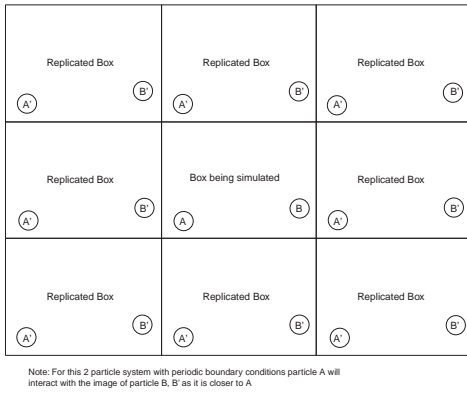 Replicated Box Replicated Box Replicated Box
B' B' B'
A' A' A'
Replicated Box Box being simulated Replicated Box
B' B B'
A' A A'
Replicated Box Replicated Box Replicated Box
B' B' B'
A' A' A'
Note: For this 2 particle system with periodic boundary conditions particle A will
interact with the image of particle B, B' as it is closer to A